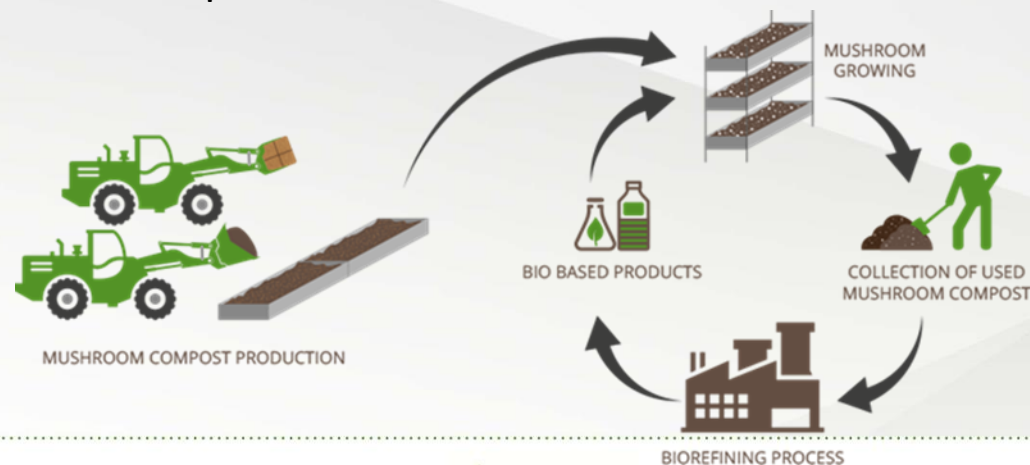 MUSHROOM
GROWING
BIO BASED PRODUCTS
COLLECTION OF USED
MUSHROOM COMPOST
MUSHROOM COMPOST PRODUCTION
BIOREFINING PROCESS